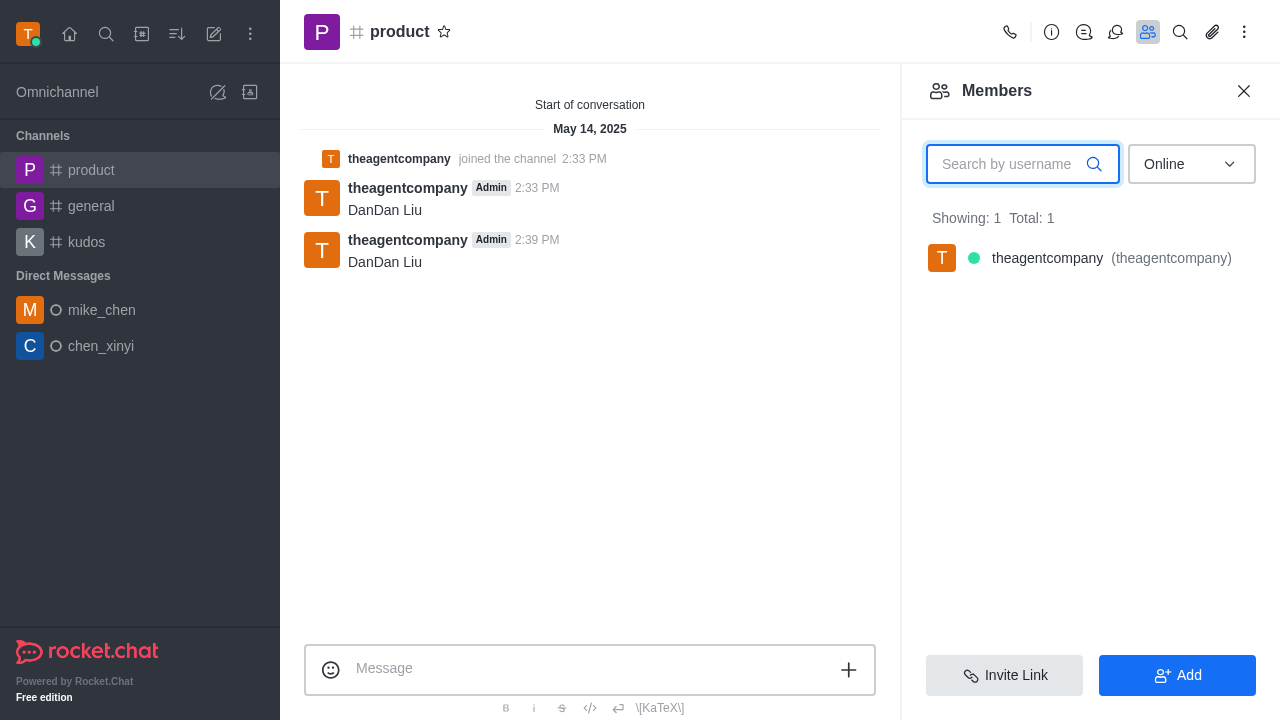 T
Omnichannel
Channels
P product
G general
K kudos
Direct Messages
M mike_chen
C chen_xinyi
rocket.chat
Powered by Rocket.Chat
Free edition
P product
Start of conversation
May 14, 2025
T theagentcompany joined the channel 2:33 PM
T theagentcompany Admin 2:33 PM
DanDan Liu
T theagentcompany Admin 2:39 PM
DanDan Liu
Message
B i S </> \[KaTeX\]
Members
Search by username Online
Showing: 1 Total: 1
T theagentcompany (theagentcompany)
Invite Link Add